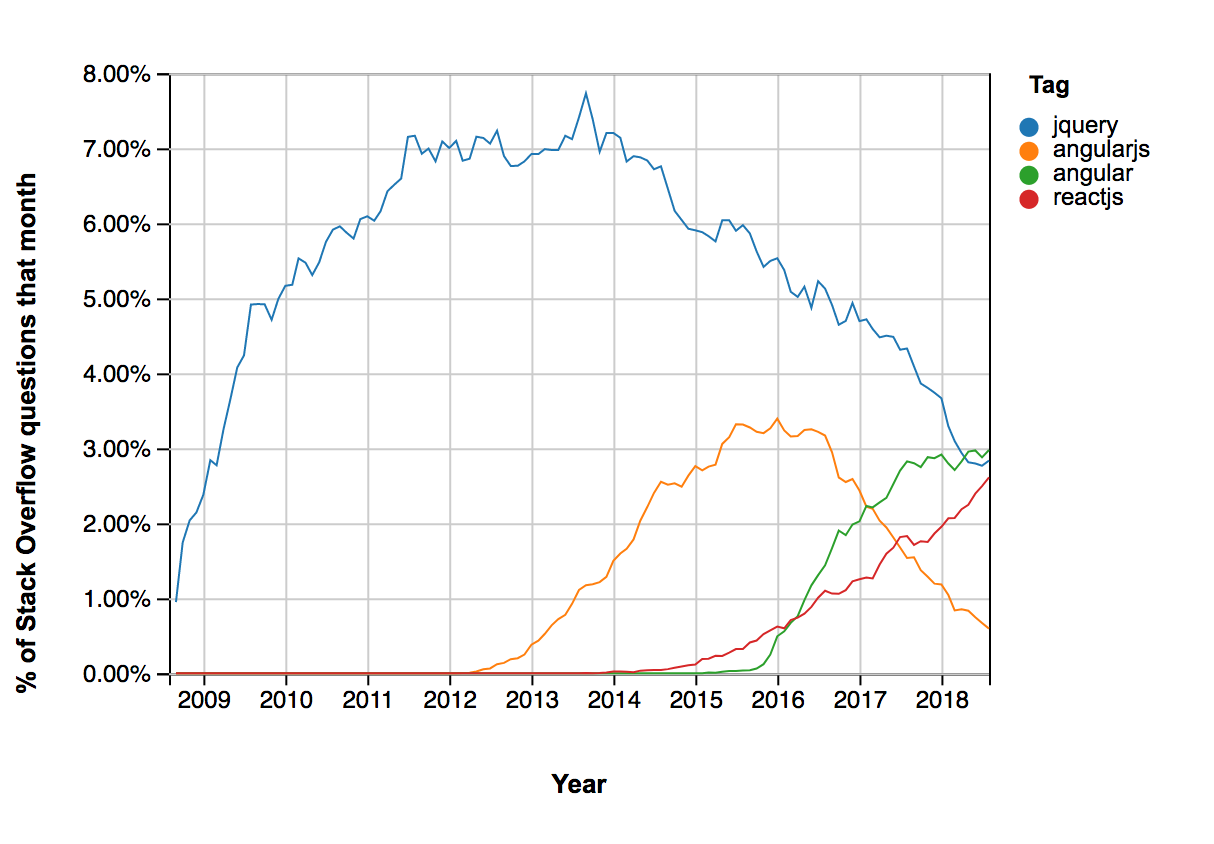 % of Stack Overflow questions that month
8.00%
7.00%
6.00%
5.00%
4.00%
3.00%
2.00%
1.00%
0.00%
2009 2010 2011 2012 2013 2014 2015 2016 2017 2018
Year
Tag
jquery
angularjs
angular
reactjs